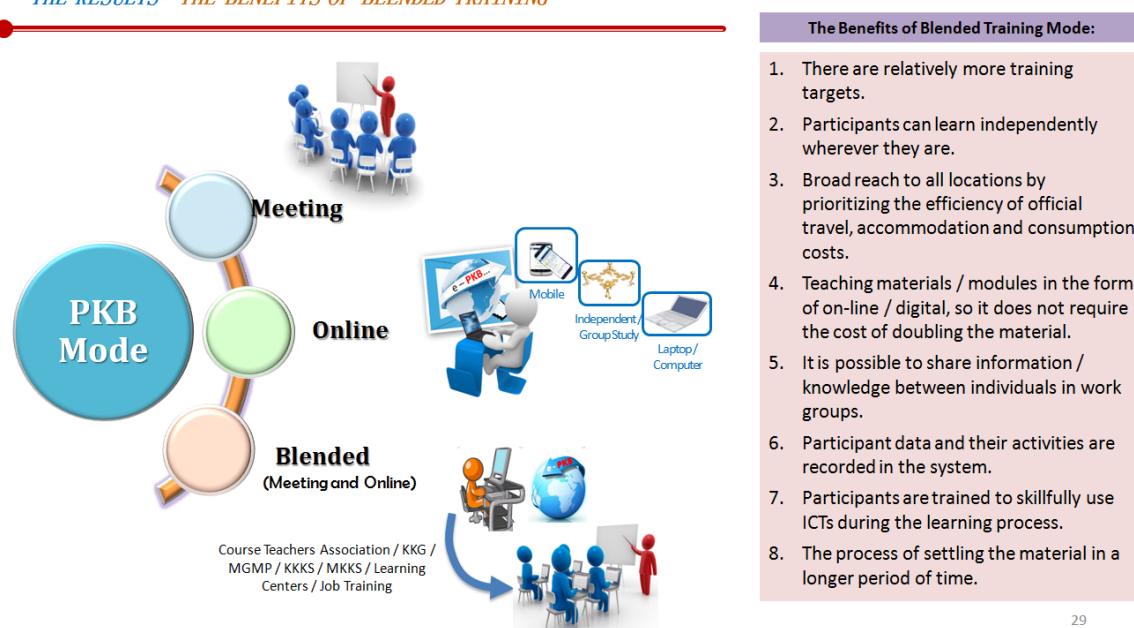 THE RESULTS "THE BENEFITS OF BLENDED TRAINING"
PKB
Mode
Meeting
Online
Blended
(Meeting and Online)
e – PKB...
Mobile
Independent /
Group Study
Laptop /
Computer
PKB
Course Teachers Association / KKG /
MGMP / KKKS / MKKS / Learning
Centers / Job Training
The Benefits of Blended Training Mode:
1. There are relatively more training
targets.
2. Participants can learn independently
wherever they are.
3. Broad reach to all locations by
prioritizing the efficiency of official
travel, accommodation and consumption
costs.
4. Teaching materials / modules in the form
of on-line / digital, so it does not require
the cost of doubling the material.
5. It is possible to share information /
knowledge between individuals in work
groups.
6. Participant data and their activities are
recorded in the system.
7. Participants are trained to skillfully use
ICTs during the learning process.
8. The process of settling the material in a
longer period of time.
29